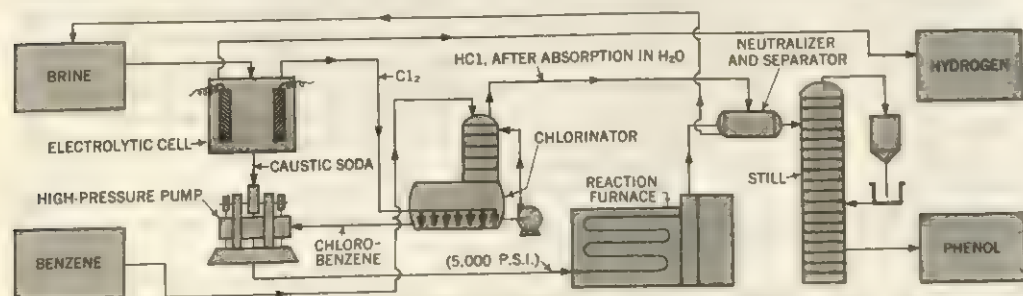 BRINE
ELECTROLYTIC CELL
CAUSTIC SODA
HIGH-PRESSURE PUMP
BENZENE
Cl₂
HCl, AFTER ABSORPTION IN H₂O
CHLORINATOR
CHLORO-
BENZENE
(5,000 P.S.I.)
REACTION
FURNACE
NEUTRALIZER
AND SEPARATOR
STILL
HYDROGEN
PHENOL